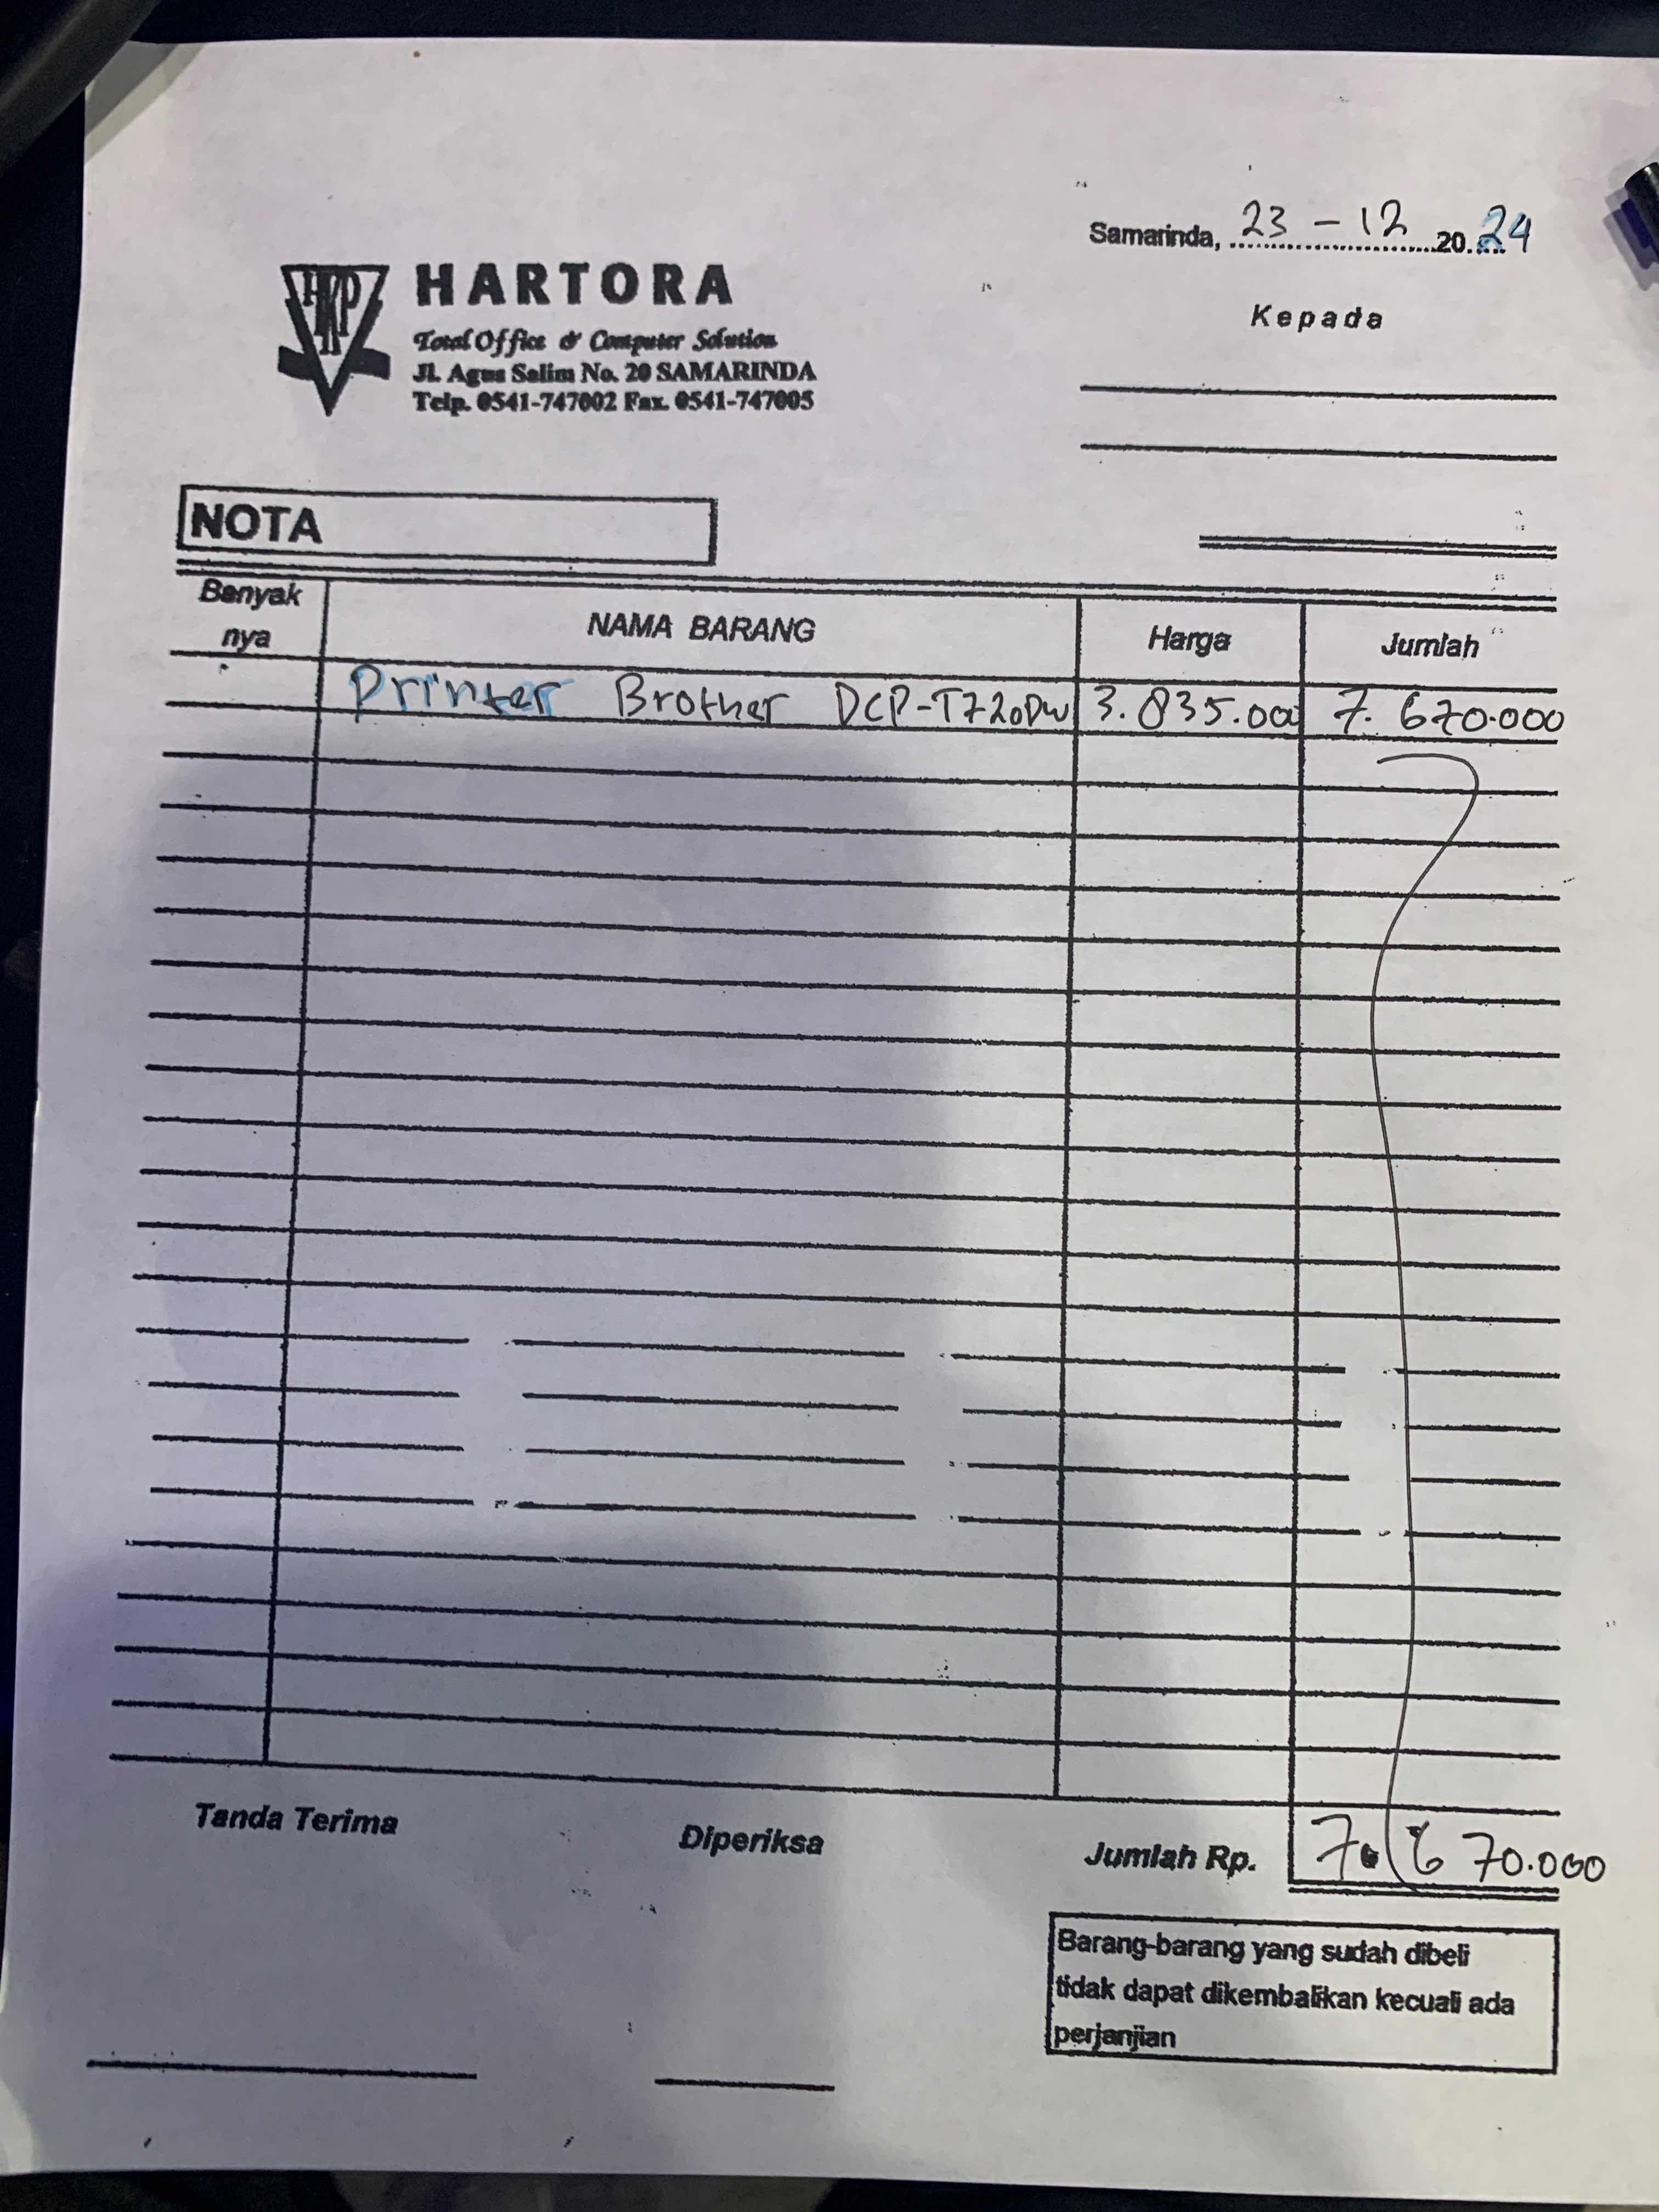 Samarinda, 23 - 12 2024
HKP
HARTORA
Total Office & Computer Solution
Jl. Agus Salim No. 20 SAMARINDA
Telp. 0541-747002 Fax. 0541-747005
Kepada
NOTA
Banyak nya NAMA BARANG Harga Jumlah
Printer Brother DCP-T720DW 3.835.000 7.670.000
Tanda Terima Diperiksa Jumlah Rp. 7.670.000
Barang-barang yang sudah dibeli
tidak dapat dikembalikan kecuali ada
perjanjian